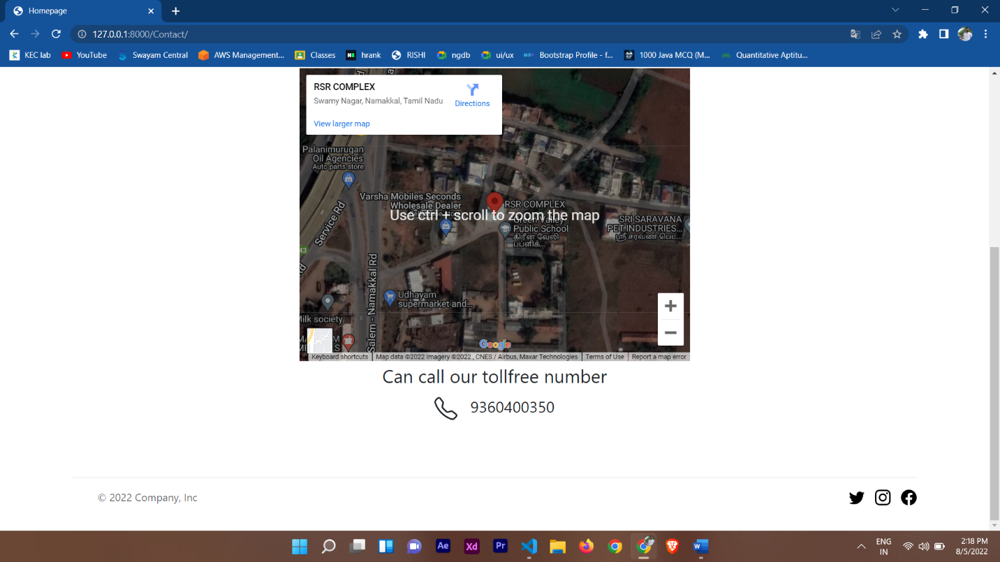 Homepage
127.0.0.1:8000/Contact/
KEC lab
YouTube
Swayam Central
AWS Management...
Classes
hrank
RISHI
ngdb
ui/ux
Bootstrap Profile - f...
1000 Java MCQ (M...
Quantitative Aptitu...
RSR COMPLEX
Swamy Nagar, Namakkal, Tamil Nadu
Directions
View larger map
Palanimurugan
Oil Agencies
Auto parts store
Service Rd
Varsha Mobiles Seconds
Wholesale Dealer
RSR COMPLEX
Use ctrl + scroll to zoom the map
Green Valley
Public School
கிரீன் வேலி
பப்ளிக்...
SRI SARAVANA
PET INDUSTRIES...
ஸ்ரீ சரவண பெட்...
43
Salem - Namakkal Rd
Udhayam
supermarket and...
Milk society
Google
Keyboard shortcuts
Map data ©2022 Imagery ©2022 , CNES / Airbus, Maxar Technologies
Terms of Use
Report a map error
Can call our tollfree number
9360400350
© 2022 Company, Inc
Ae
Xd
Pr
ENG
IN
2:18 PM
8/5/2022